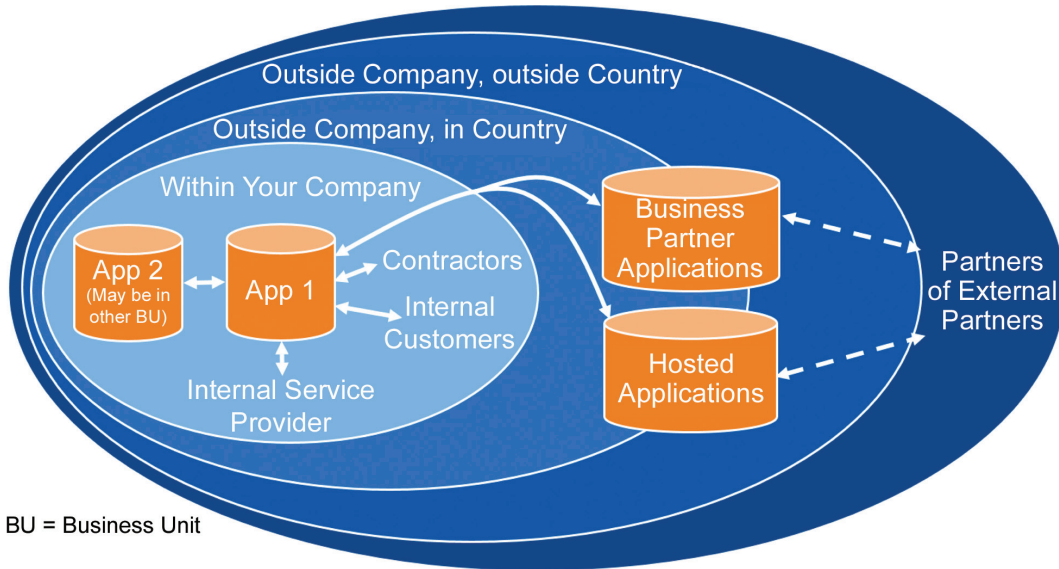 Outside Company, outside Country
Outside Company, in Country
Within Your Company
App 2
(May be in
other BU)
App 1
Contractors
Internal
Customers
Internal Service
Provider
Business
Partner
Applications
Hosted
Applications
Partners
of External
Partners
BU = Business Unit